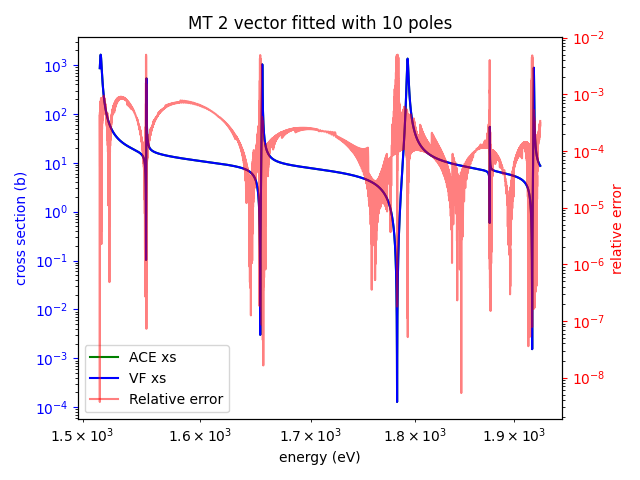 MT 2 vector fitted with 10 poles
10³
10²
10¹
10⁰
10⁻¹
10⁻²
10⁻³
10⁻⁴
cross section (b)
10⁻²
10⁻³
10⁻⁴
10⁻⁵
10⁻⁶
10⁻⁷
10⁻⁸
relative error
ACE xs
VF xs
Relative error
1.5 × 10³ 1.6 × 10³ 1.7 × 10³ 1.8 × 10³ 1.9 × 10³
energy (eV)